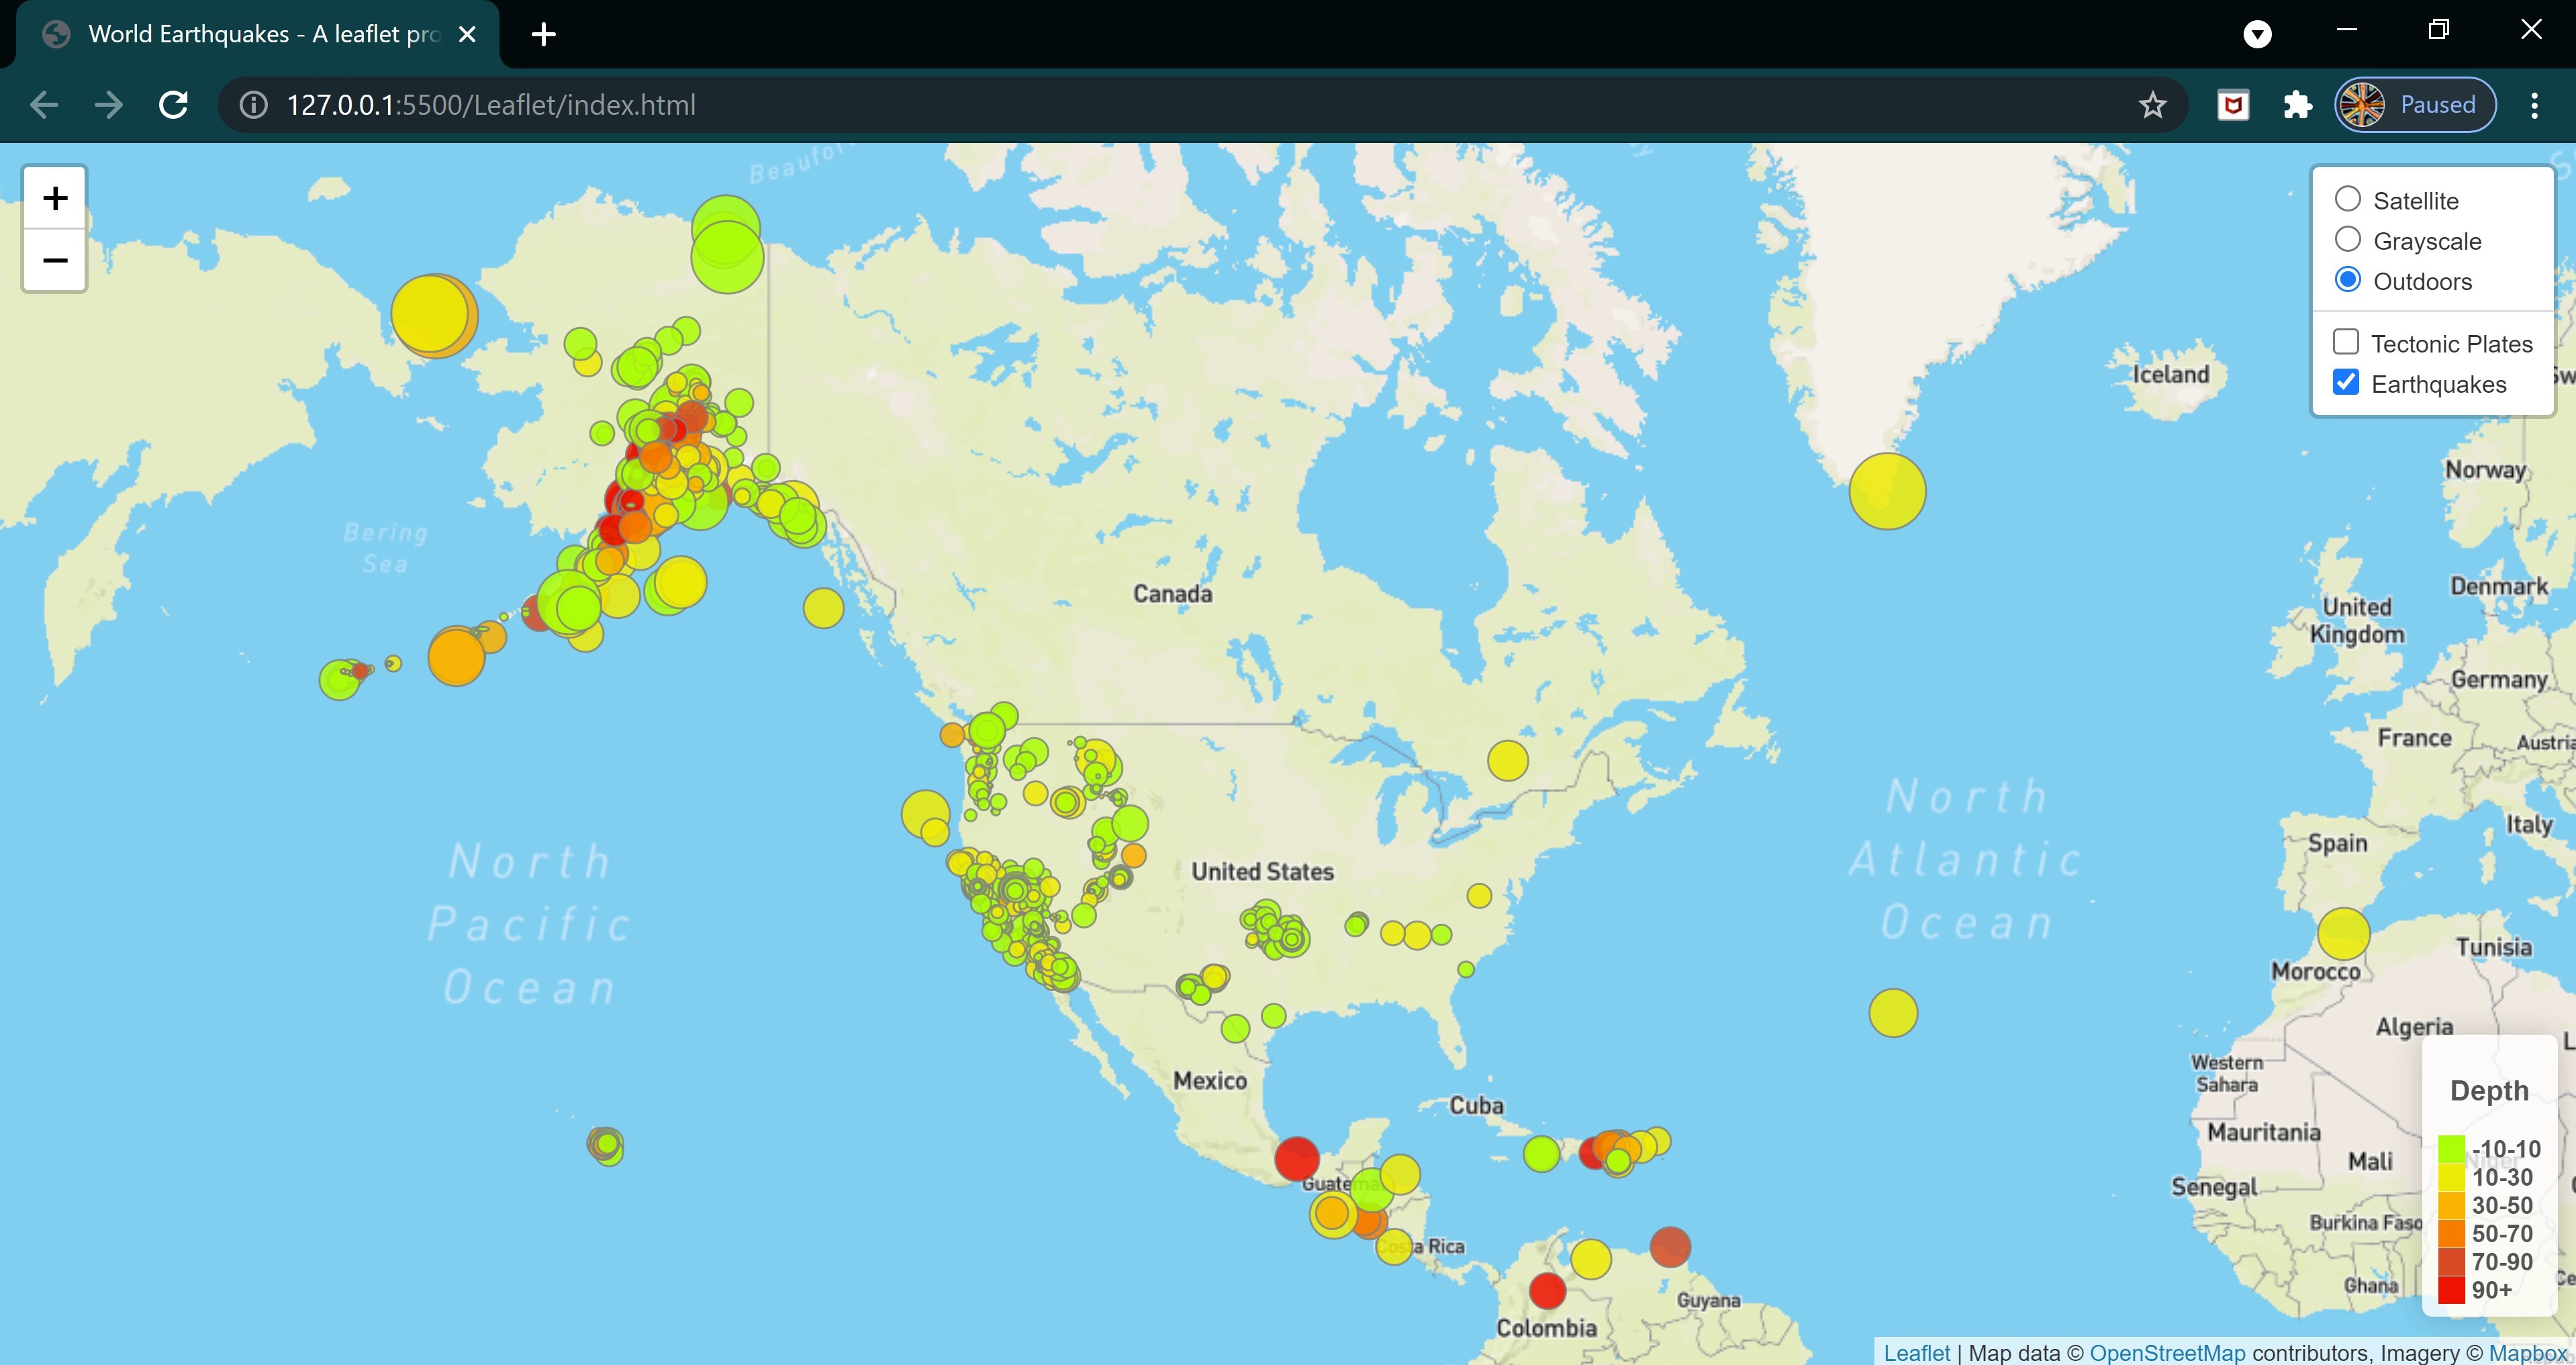 World Earthquakes - A leaflet pro
127.0.0.1:5500/Leaflet/index.html
Paused
+
−
Satellite
Grayscale
Outdoors
Tectonic Plates
Earthquakes
Iceland
Norway
Bering
Sea
Canada
Denmark
United
Kingdom
Germany
France
Austria
North
Pacific
Ocean
North
Atlantic
Ocean
Italy
Spain
United States
Tunisia
Morocco
Algeria
Western
Sahara
Mexico
Cuba
Mauritania
Mali
Niger
Senegal
Guatemala
Burkina Faso
Costa Rica
Ghana
Guyana
Colombia
Depth
-10-10
10-30
30-50
50-70
70-90
90+
Leaflet | Map data © OpenStreetMap contributors, Imagery © Mapbox